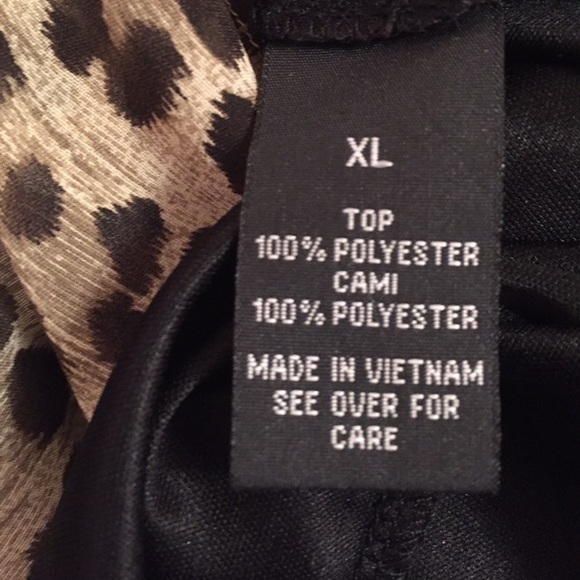 XL
TOP
100% POLYESTER
CAMI
100% POLYESTER
MADE IN VIETNAM
SEE OVER FOR
CARE